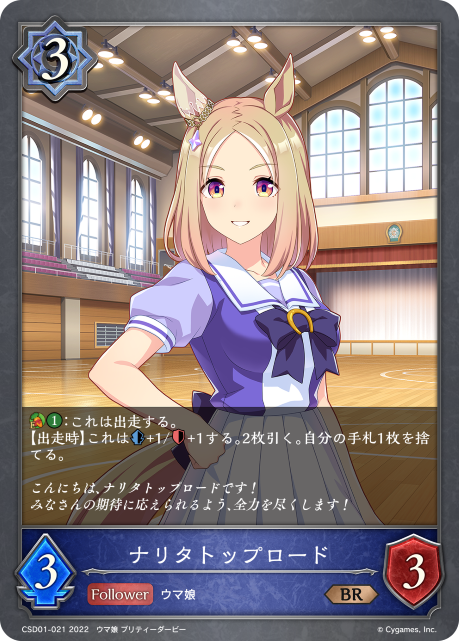 3
1:これは出走する。
【出走時】これは+1/+1する。2枚引く。自分の手札1枚を捨
てる。
こんにちは、ナリタトップロードです!
みなさんの期待に応えられるよう、全力を尽くします!
ナリタトップロード
3
Follower ウマ娘
BR
3
CSD01-021 2022 ウマ娘 プリティーダービー
© Cygames, Inc.